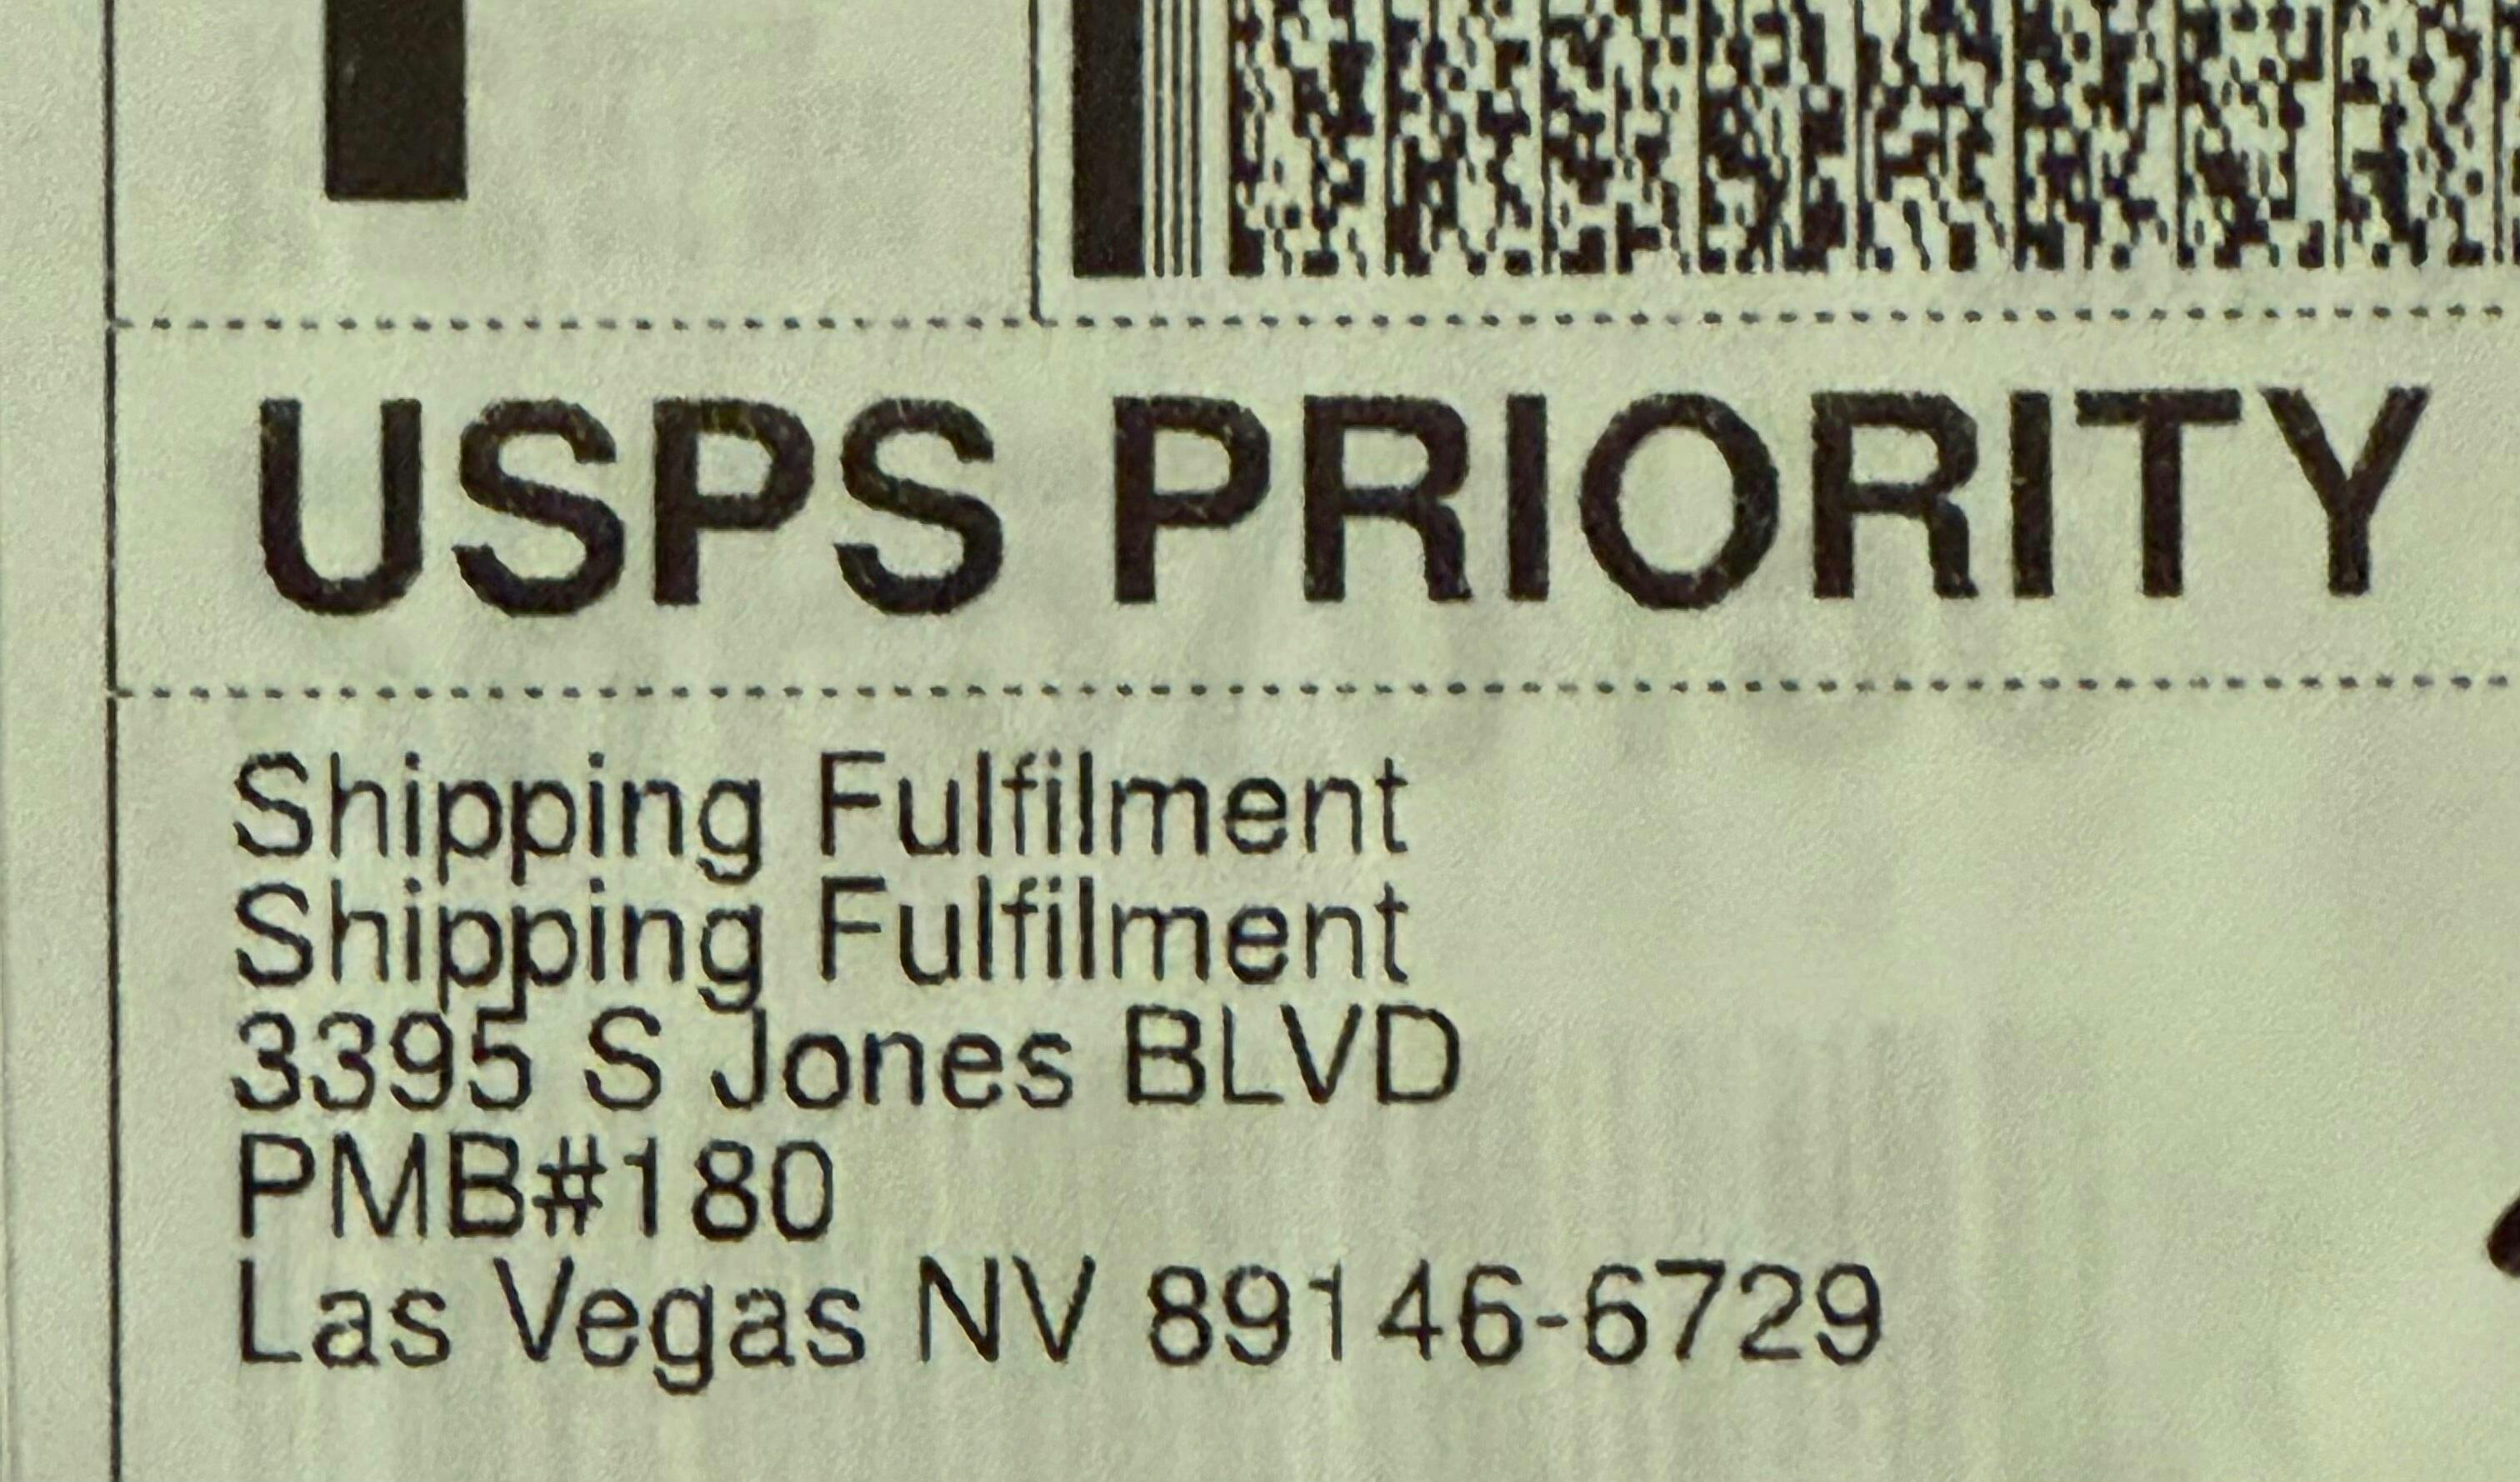 USPS PRIORITY
Shipping Fulfilment
Shipping Fulfilment
3395 S Jones BLVD
PMB#180
Las Vegas NV 89146-6729